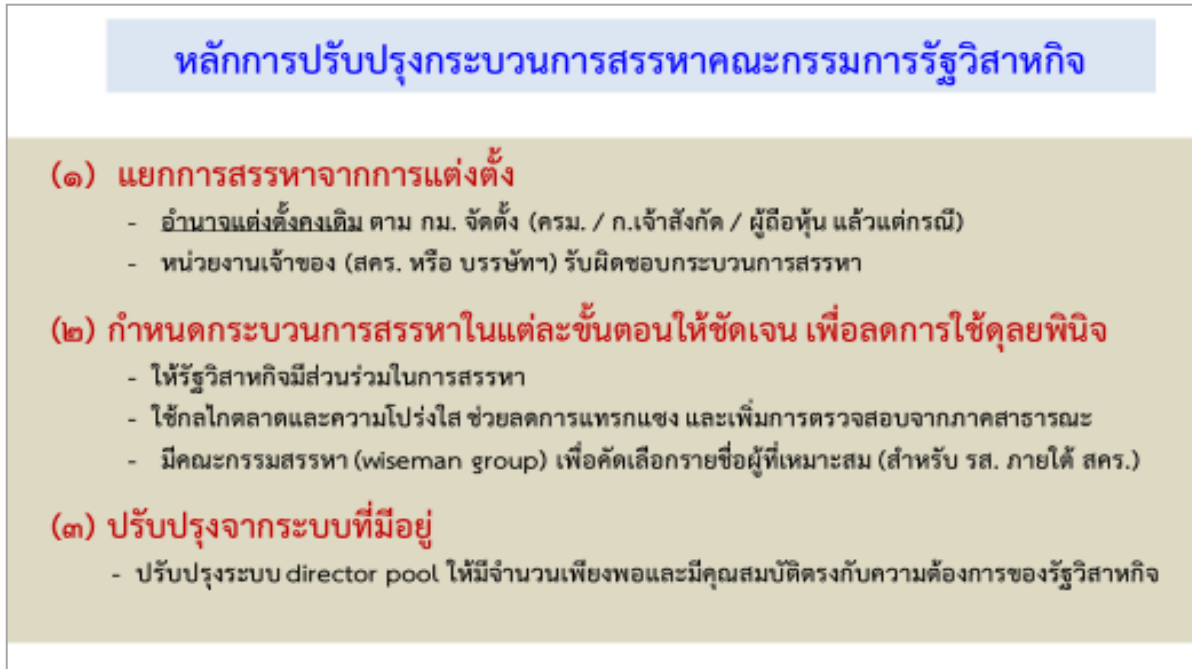 หลักการปรับปรุงกระบวนการสรรหาคณะกรรมการรัฐวิสาหกิจ
(๑) แยกการสรรหาจากการแต่งตั้ง
- อำนาจแต่งตั้งคงเดิม ตาม กม. จัดตั้ง (ครม. / ก.เจ้าสังกัด / ผู้ถือหุ้น แล้วแต่กรณี)
- หน่วยงานเจ้าของ (สคร. หรือ บรรษัทฯ) รับผิดชอบกระบวนการสรรหา
(๒) กำหนดกระบวนการสรรหาในแต่ละขั้นตอนให้ชัดเจน เพื่อลดการใช้ดุลยพินิจ
- ให้รัฐวิสาหกิจมีส่วนร่วมในการสรรหา
- ใช้กลไกตลาดและความโปร่งใส ช่วยลดการแทรกแซง และเพิ่มการตรวจสอบจากภาคสาธารณะ
- มีคณะกรรมสรรหา (wiseman group) เพื่อคัดเลือกรายชื่อผู้ที่เหมาะสม (สำหรับ รส. ภายใต้ สคร.)
(๓) ปรับปรุงจากระบบที่มีอยู่
- ปรับปรุงระบบ director pool ให้มีจำนวนเพียงพอและมีคุณสมบัติตรงกับความต้องการของรัฐวิสาหกิจ